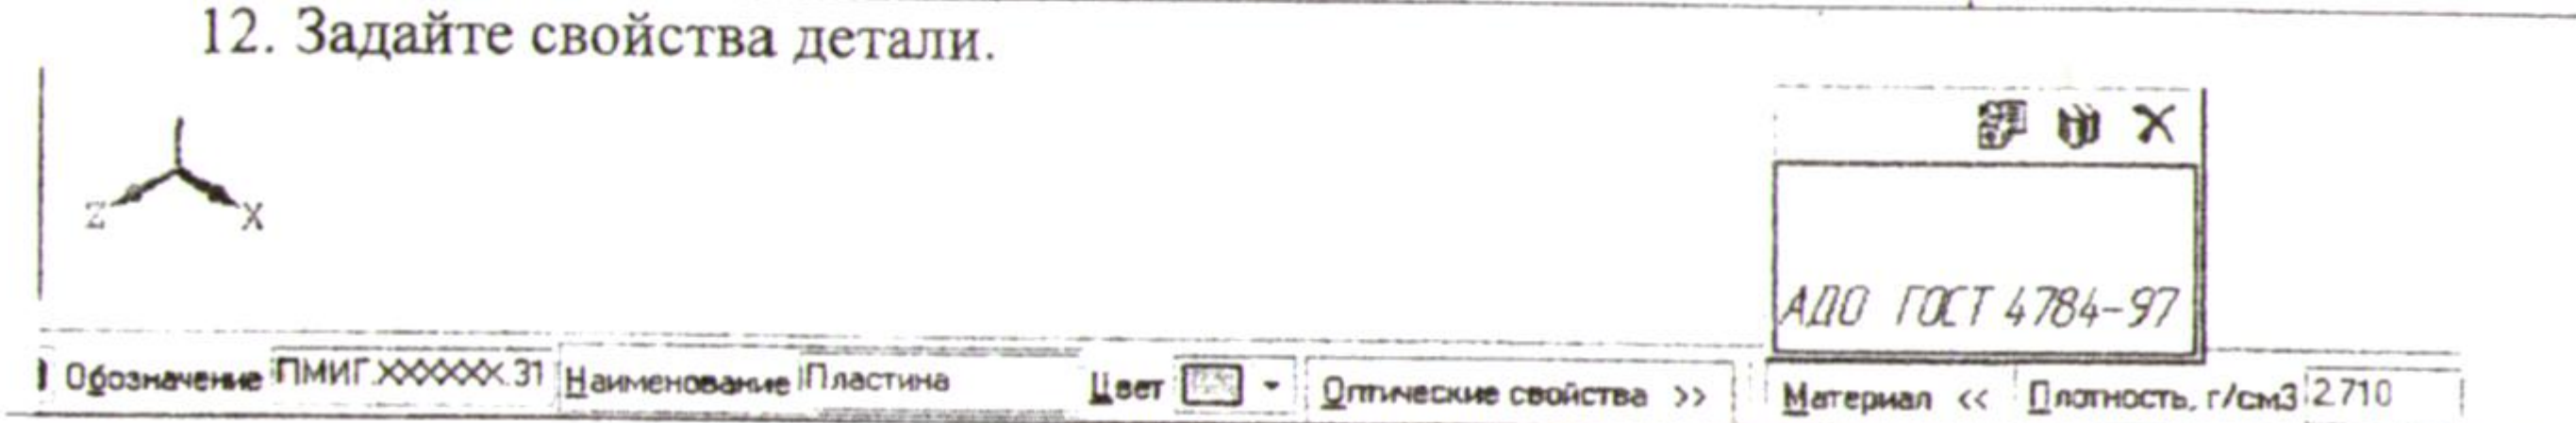 12. Задайте свойства детали.
Z X
АД0 ГОСТ 4784-97
Обозначение ПМИГ.XXXXXX.31 Наименование Пластина Цвет Оптические свойства >> Материал << Плотность, г/см3 2.710